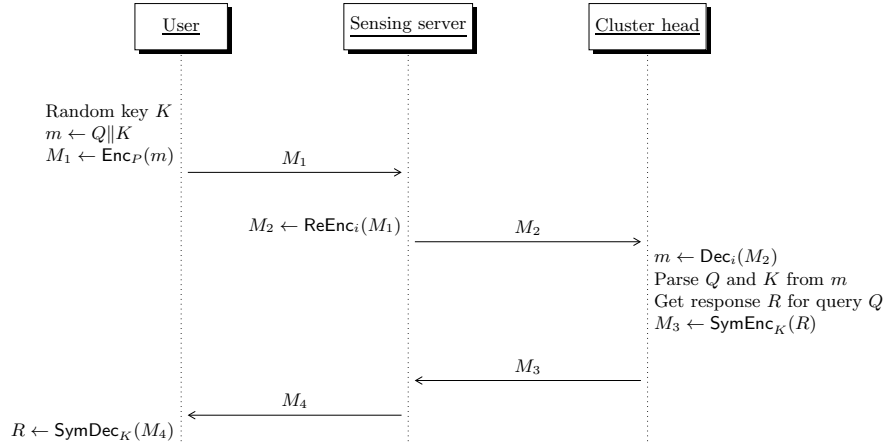 User
Sensing server
Cluster head
Random key K
m ← Q∥K
M₁ ← Enc_P(m)
M₁
M₂ ← ReEnc_i(M₁)
M₂
m ← Dec_i(M₂)
Parse Q and K from m
Get response R for query Q
M₃ ← SymEnc_K(R)
M₃
M₄
R ← SymDec_K(M₄)